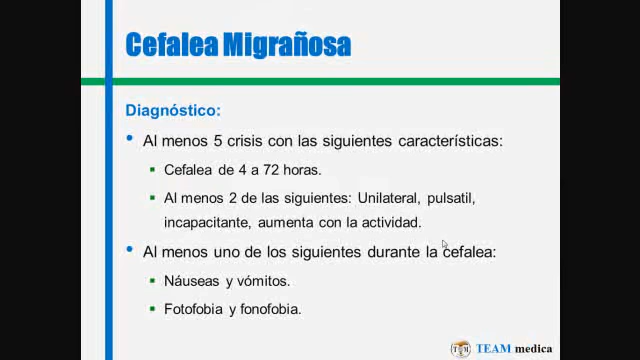 Cefalea Migrañosa
Diagnóstico:
Al menos 5 crisis con las siguientes características:
Cefalea de 4 a 72 horas.
Al menos 2 de las siguientes: Unilateral, pulsatil,
incapacitante, aumenta con la actividad.
Al menos uno de los siguientes durante la cefalea:
Náuseas y vómitos.
Fotofobia y fonofobia.
TEAM medica